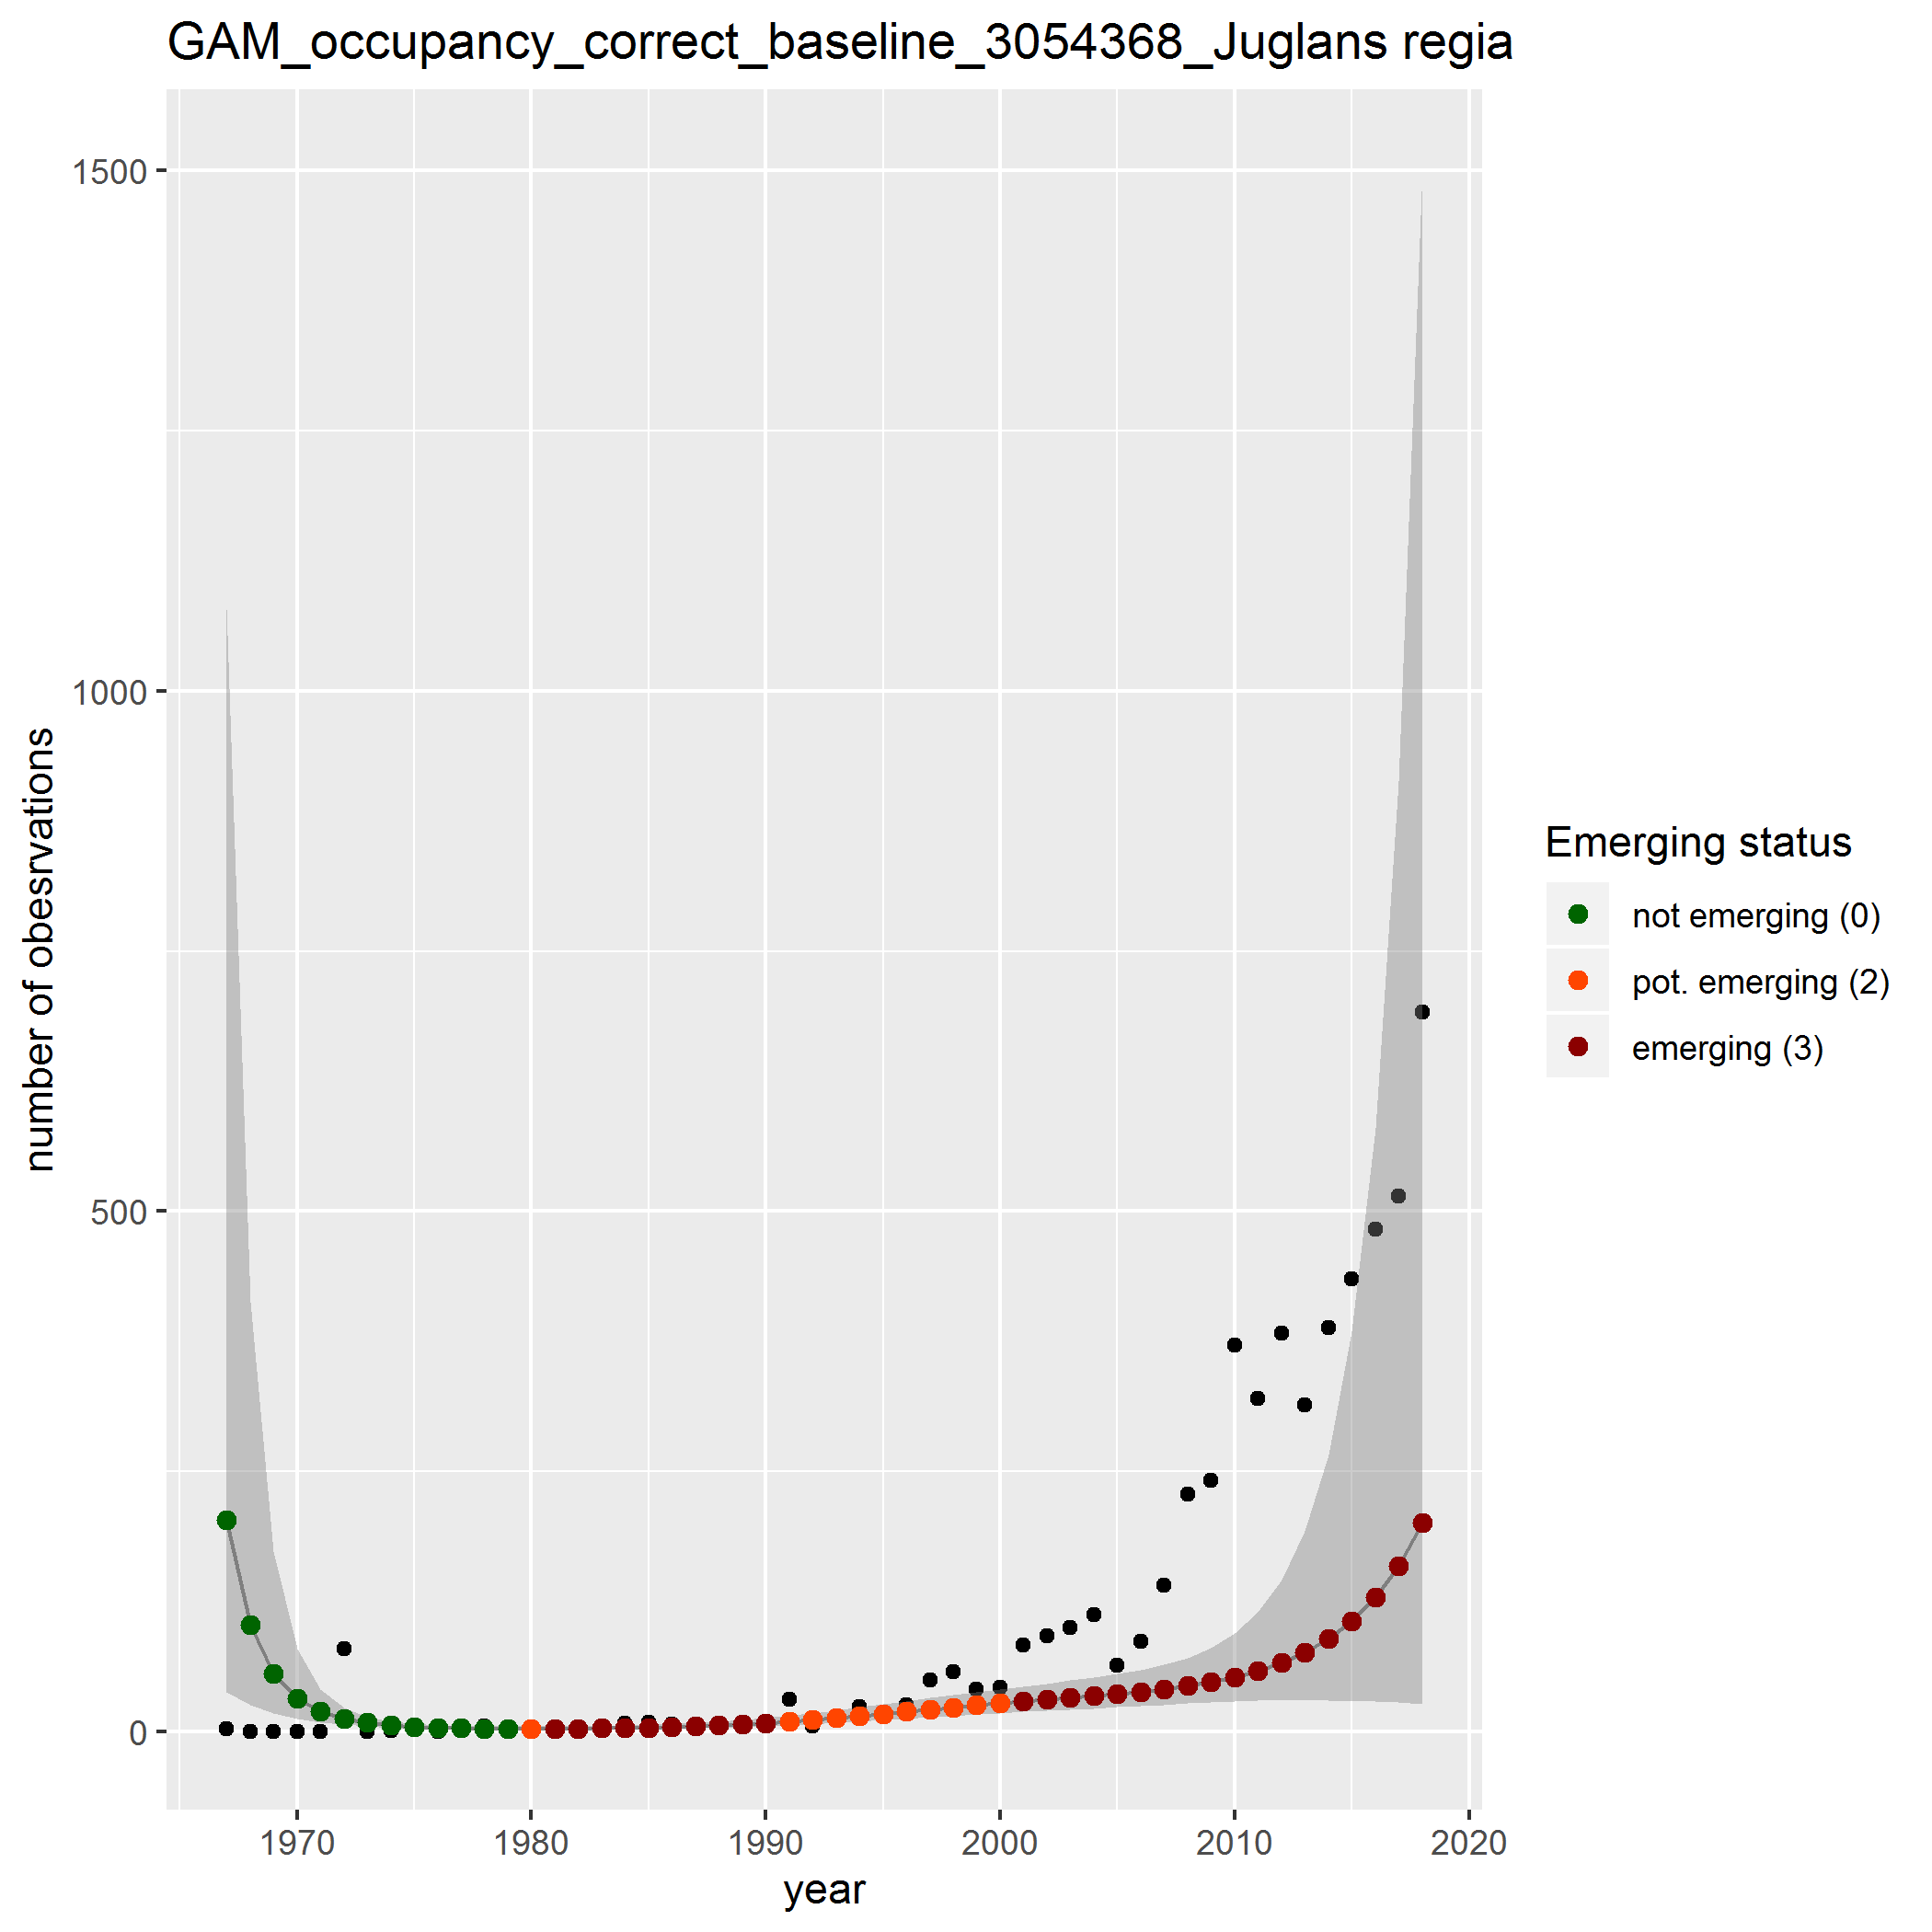 GAM_occupancy_correct_baseline_3054368_Juglans regia
1500
1000
500
0
number of obesrvations
1970
1980
1990
2000
2010
2020
year
Emerging status
not emerging (0)
pot. emerging (2)
emerging (3)